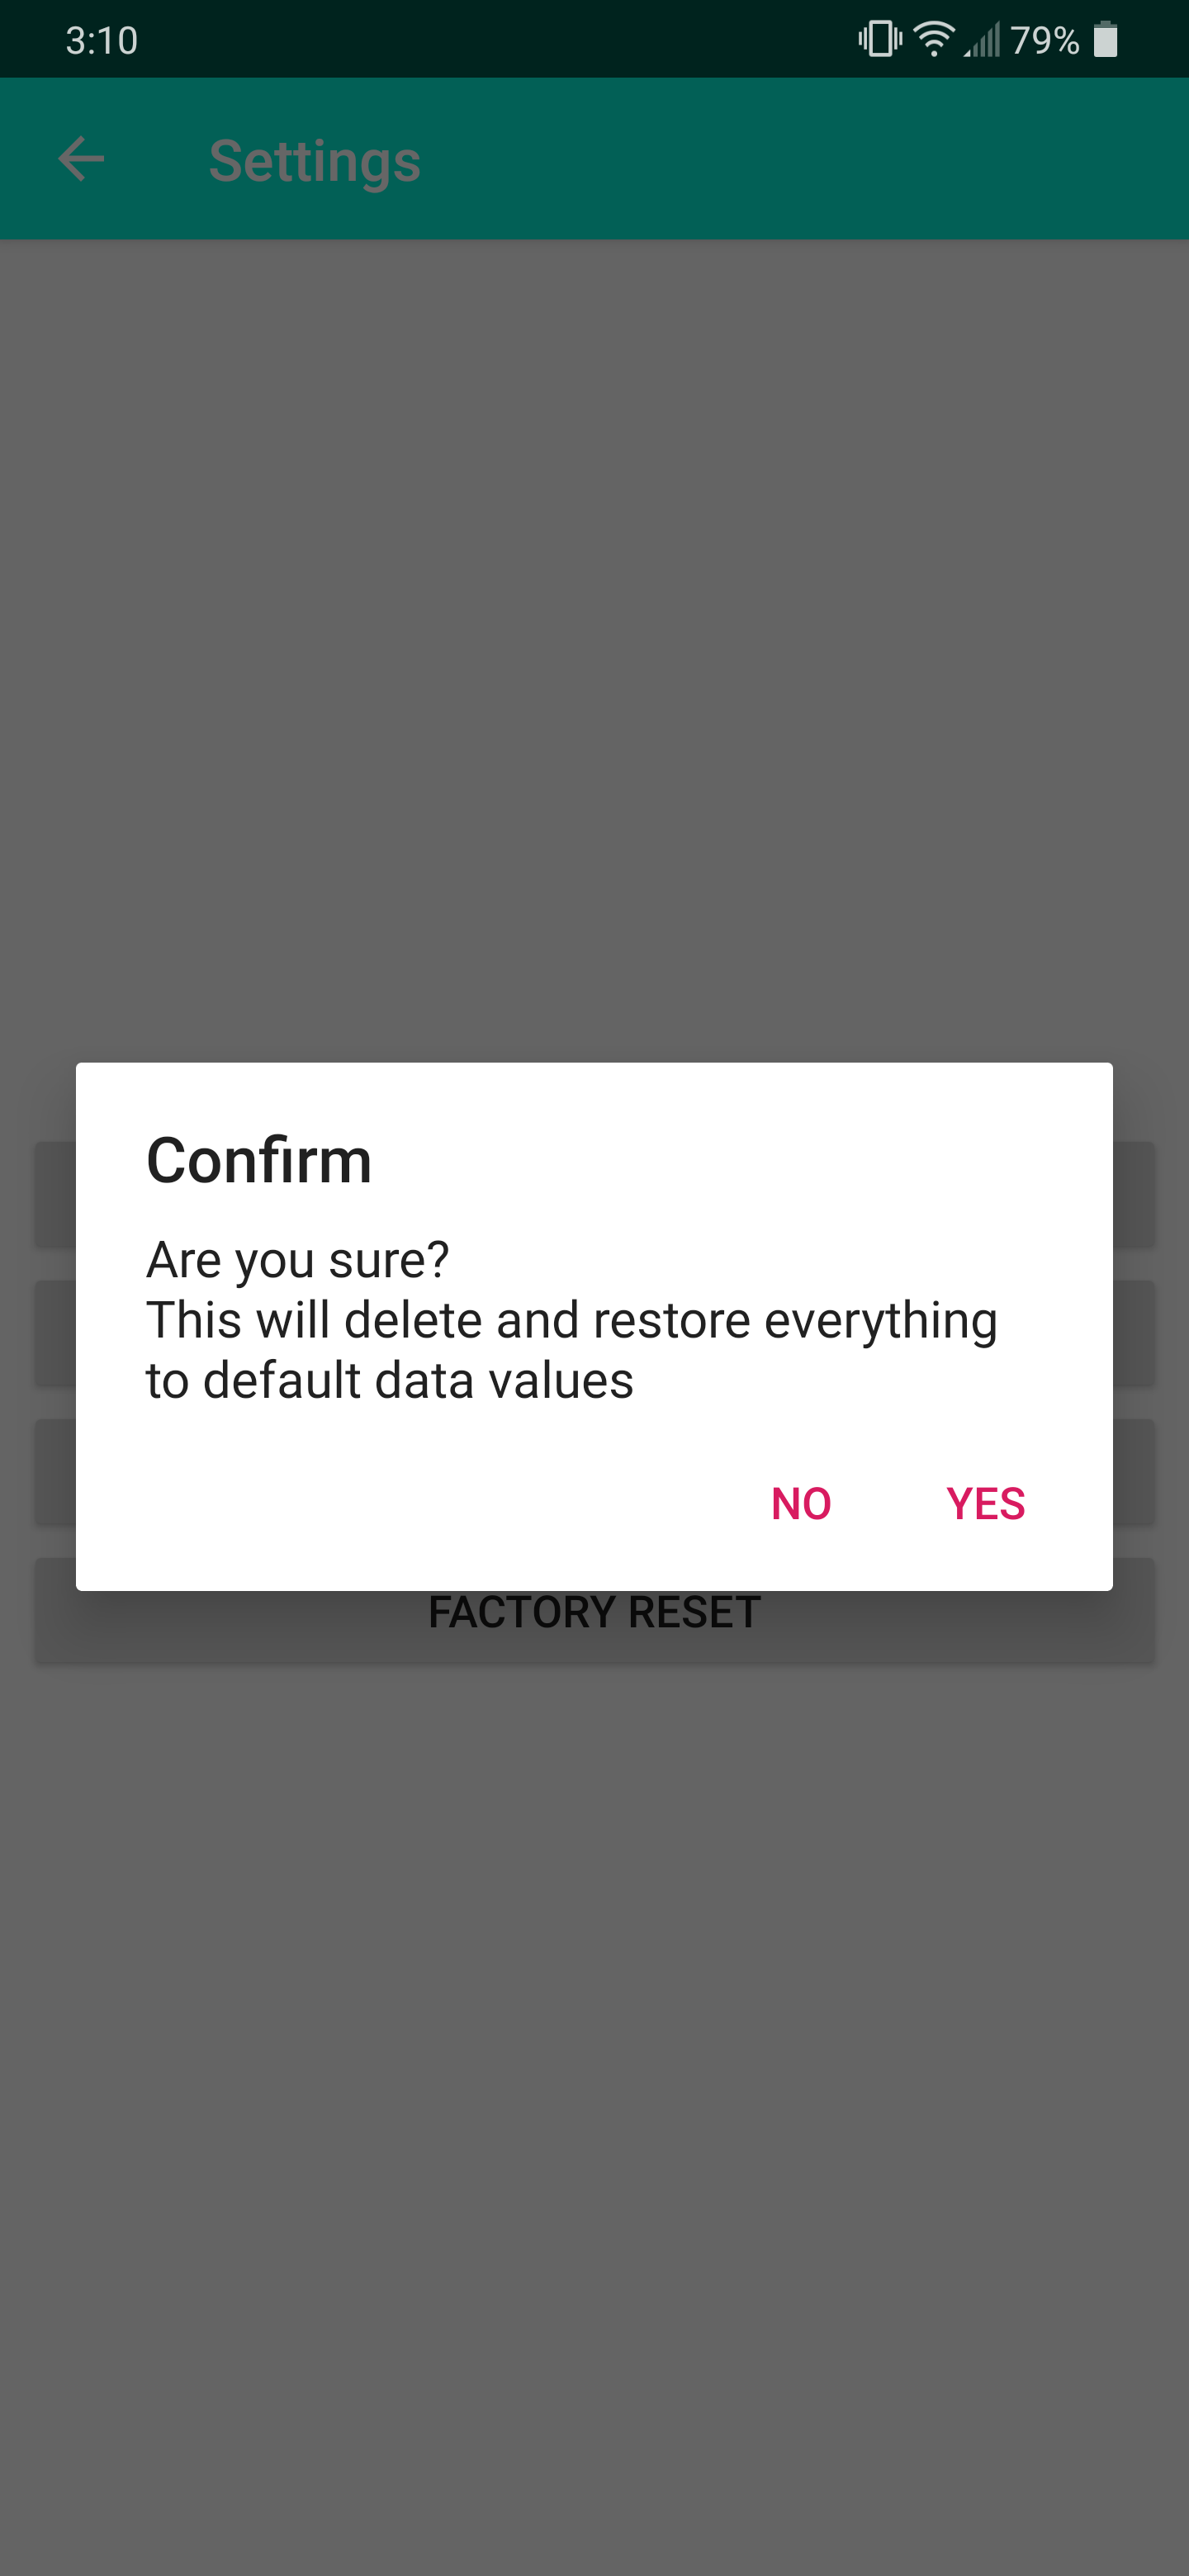 3:10
79%
Settings
Confirm
Are you sure?
This will delete and restore everything
to default data values
NO
YES
FACTORY RESET